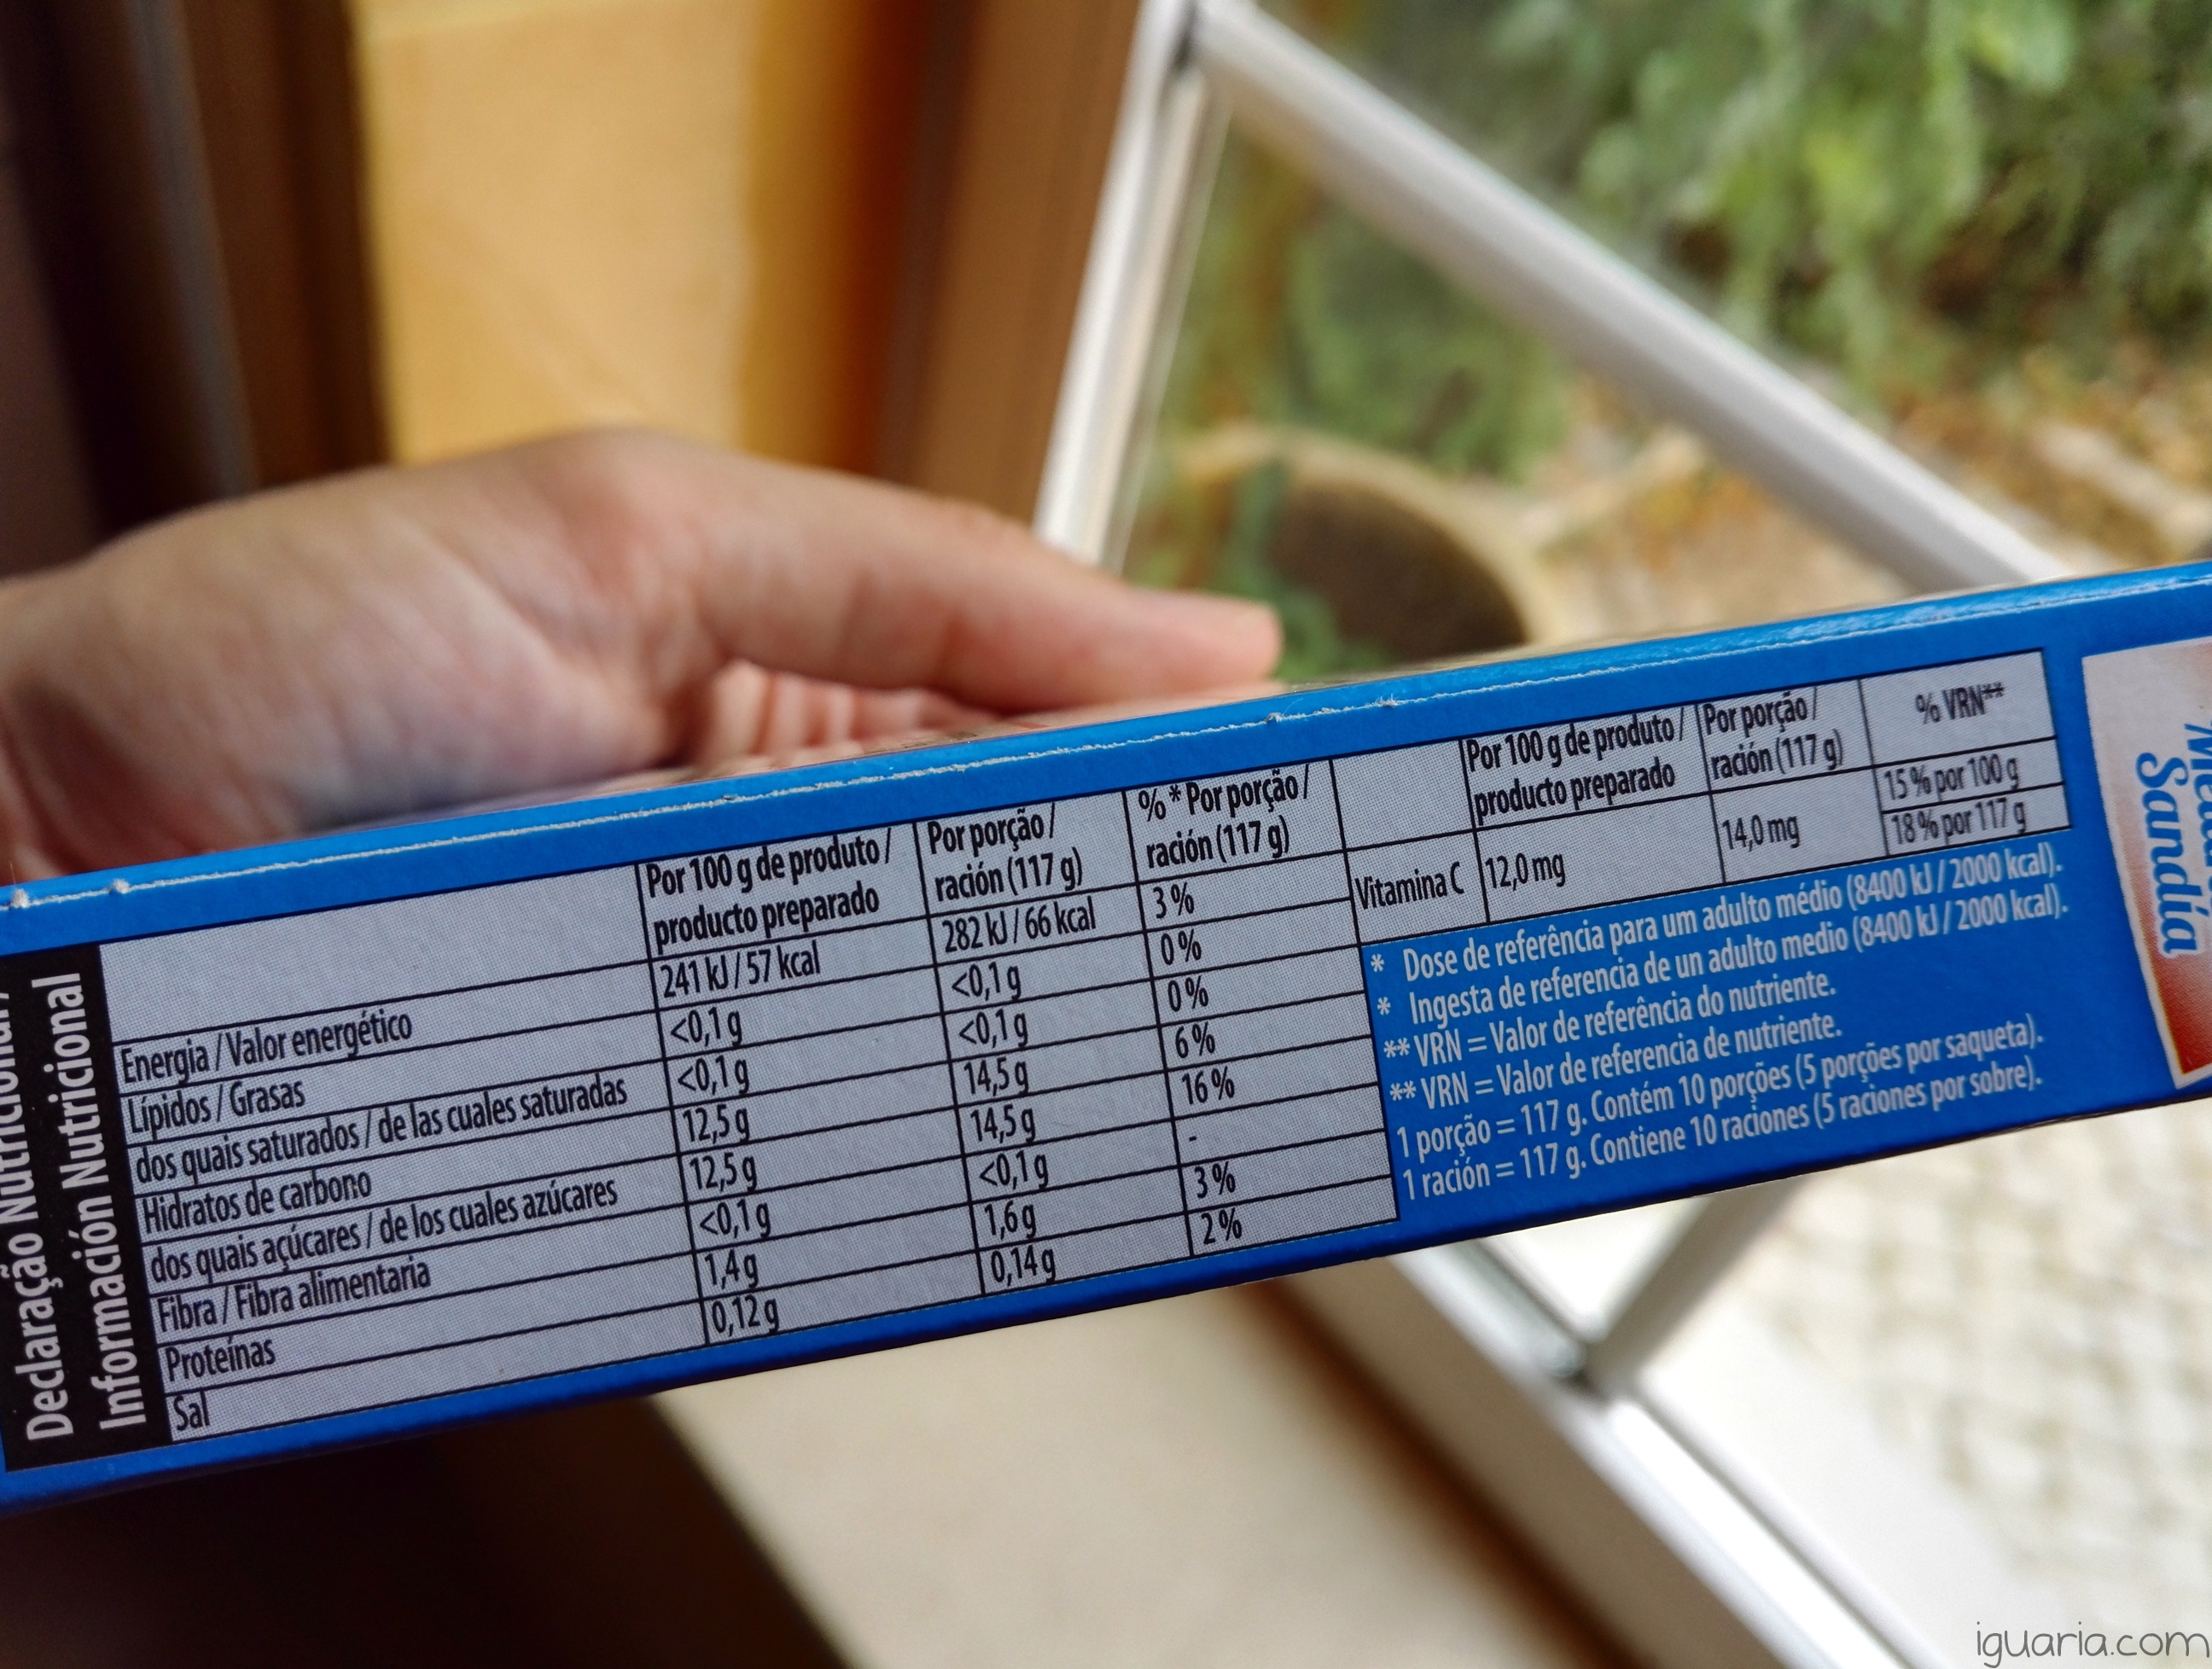 Declaração Nutricional /
Información Nutricional
Por 100 g de produto / producto preparado
Por porção / ración (117 g)
%* Por porção / ración (117 g)
Energia / Valor energético 241 kJ / 57 kcal 282 kJ / 66 kcal 3 %
Lípidos / Grasas <0,1 g <0,1 g 0 %
dos quais saturados / de las cuales saturadas <0,1 g <0,1 g 0 %
Hidratos de carbono 12,5 g 14,5 g 6 %
dos quais açúcares / de los cuales azúcares 12,5 g 14,5 g 16 %
Fibra / Fibra alimentaria <0,1 g <0,1 g -
Proteínas 1,4 g 1,6 g 3 %
Sal 0,12 g 0,14 g 2 %
Por 100 g de produto / producto preparado
Por porção / ración (117 g)
% VRN**
Vitamina C 12,0 mg 14,0 mg 15 % por 100 g
18 % por 117 g
* Dose de referência para um adulto médio (8400 kJ / 2000 kcal).
* Ingesta de referencia de un adulto medio (8400 kJ / 2000 kcal).
** VRN = Valor de referência do nutriente.
** VRN = Valor de referencia de nutriente.
1 porção = 117 g. Contém 10 porções (5 porções por saqueta).
1 ración = 117 g. Contiene 10 raciones (5 raciones por sobre).
Sandía
iguaria.com